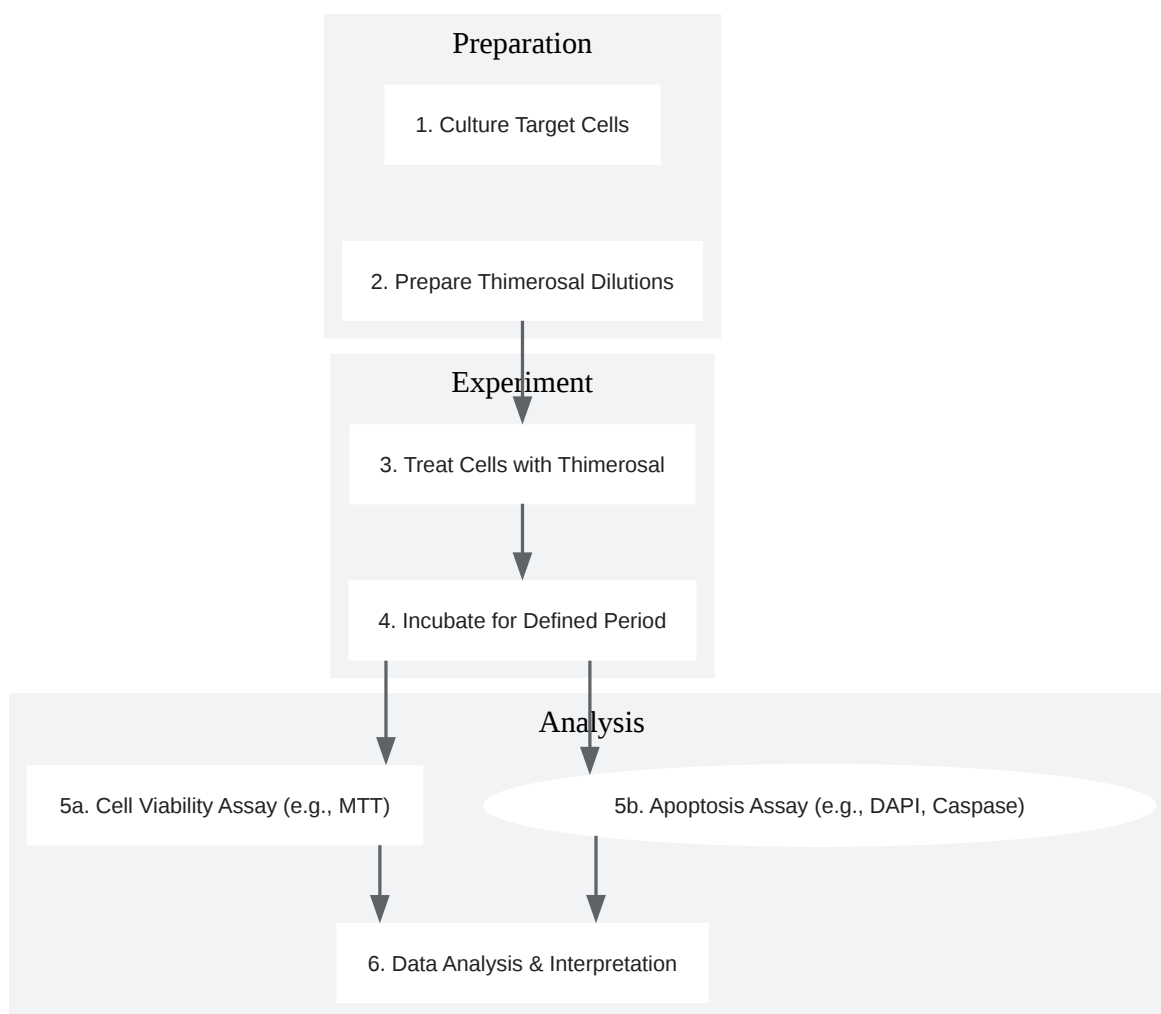 Preparation
1. Culture Target Cells
2. Prepare Thimerosal Dilutions
Experiment
3. Treat Cells with Thimerosal
4. Incubate for Defined Period
Analysis
5a. Cell Viability Assay (e.g., MTT)
5b. Apoptosis Assay (e.g., DAPI, Caspase)
6. Data Analysis & Interpretation